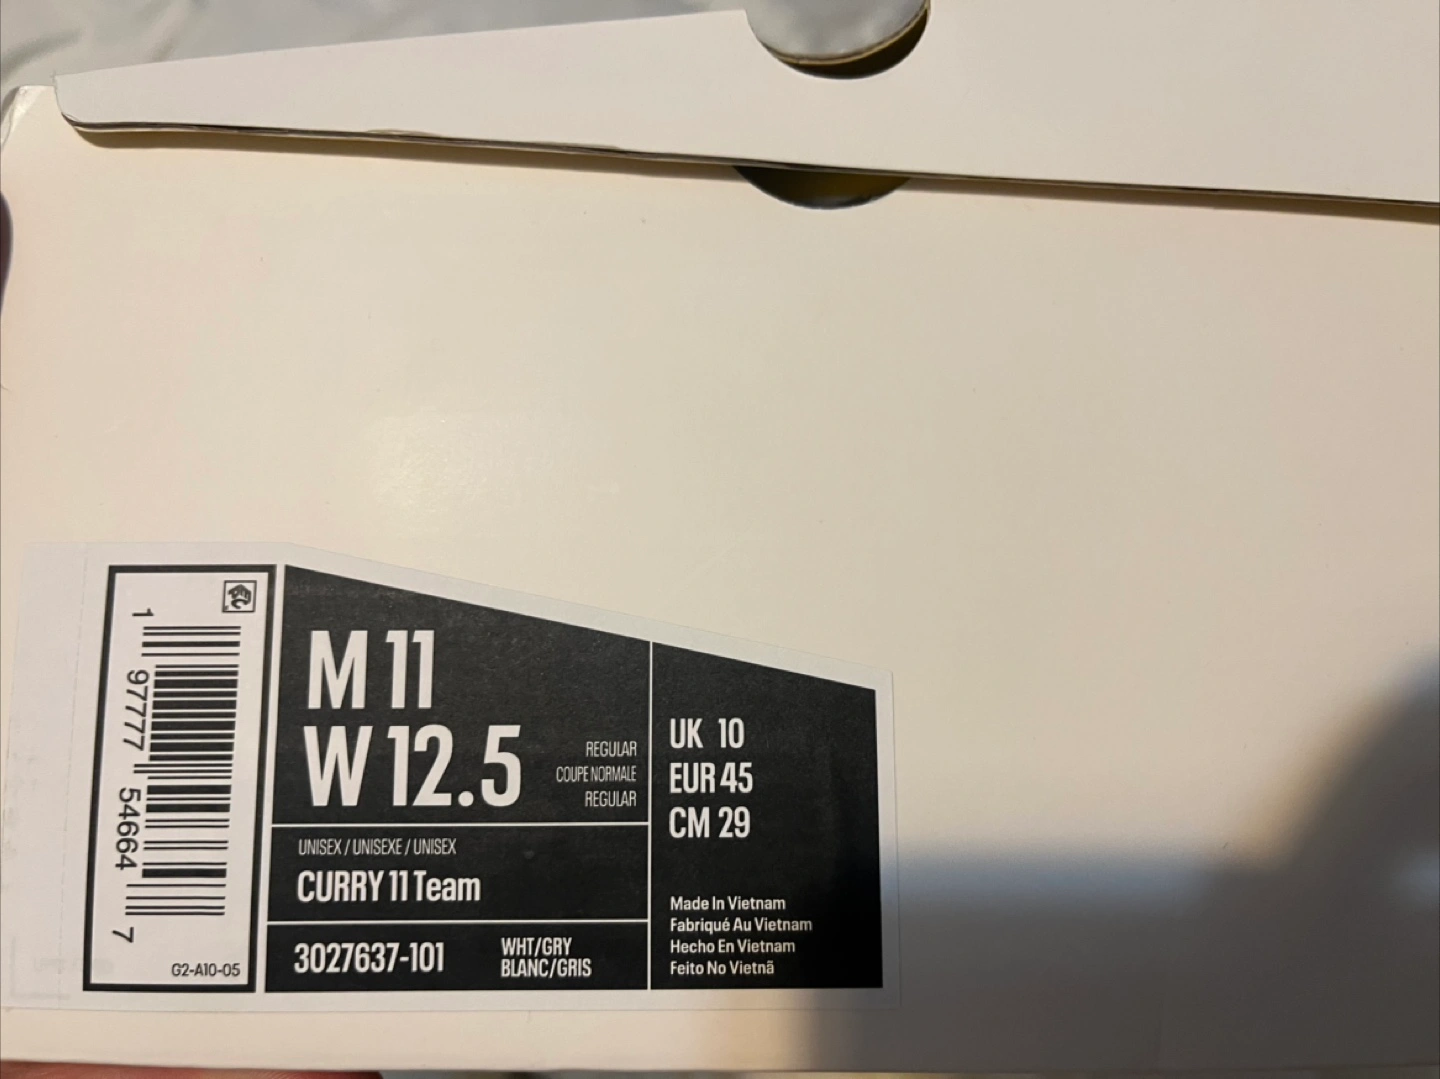 1 97777 54664 7
G2-A10-05
M 11
W 12.5
REGULAR
COUPE NORMALE
REGULAR
UNISEX / UNISEXE / UNISEX
CURRY 11 Team
3027637-101
WHT/GRY
BLANC/GRIS
UK 10
EUR 45
CM 29
Made In Vietnam
Fabriqué Au Vietnam
Hecho En Vietnam
Feito No Vietnã